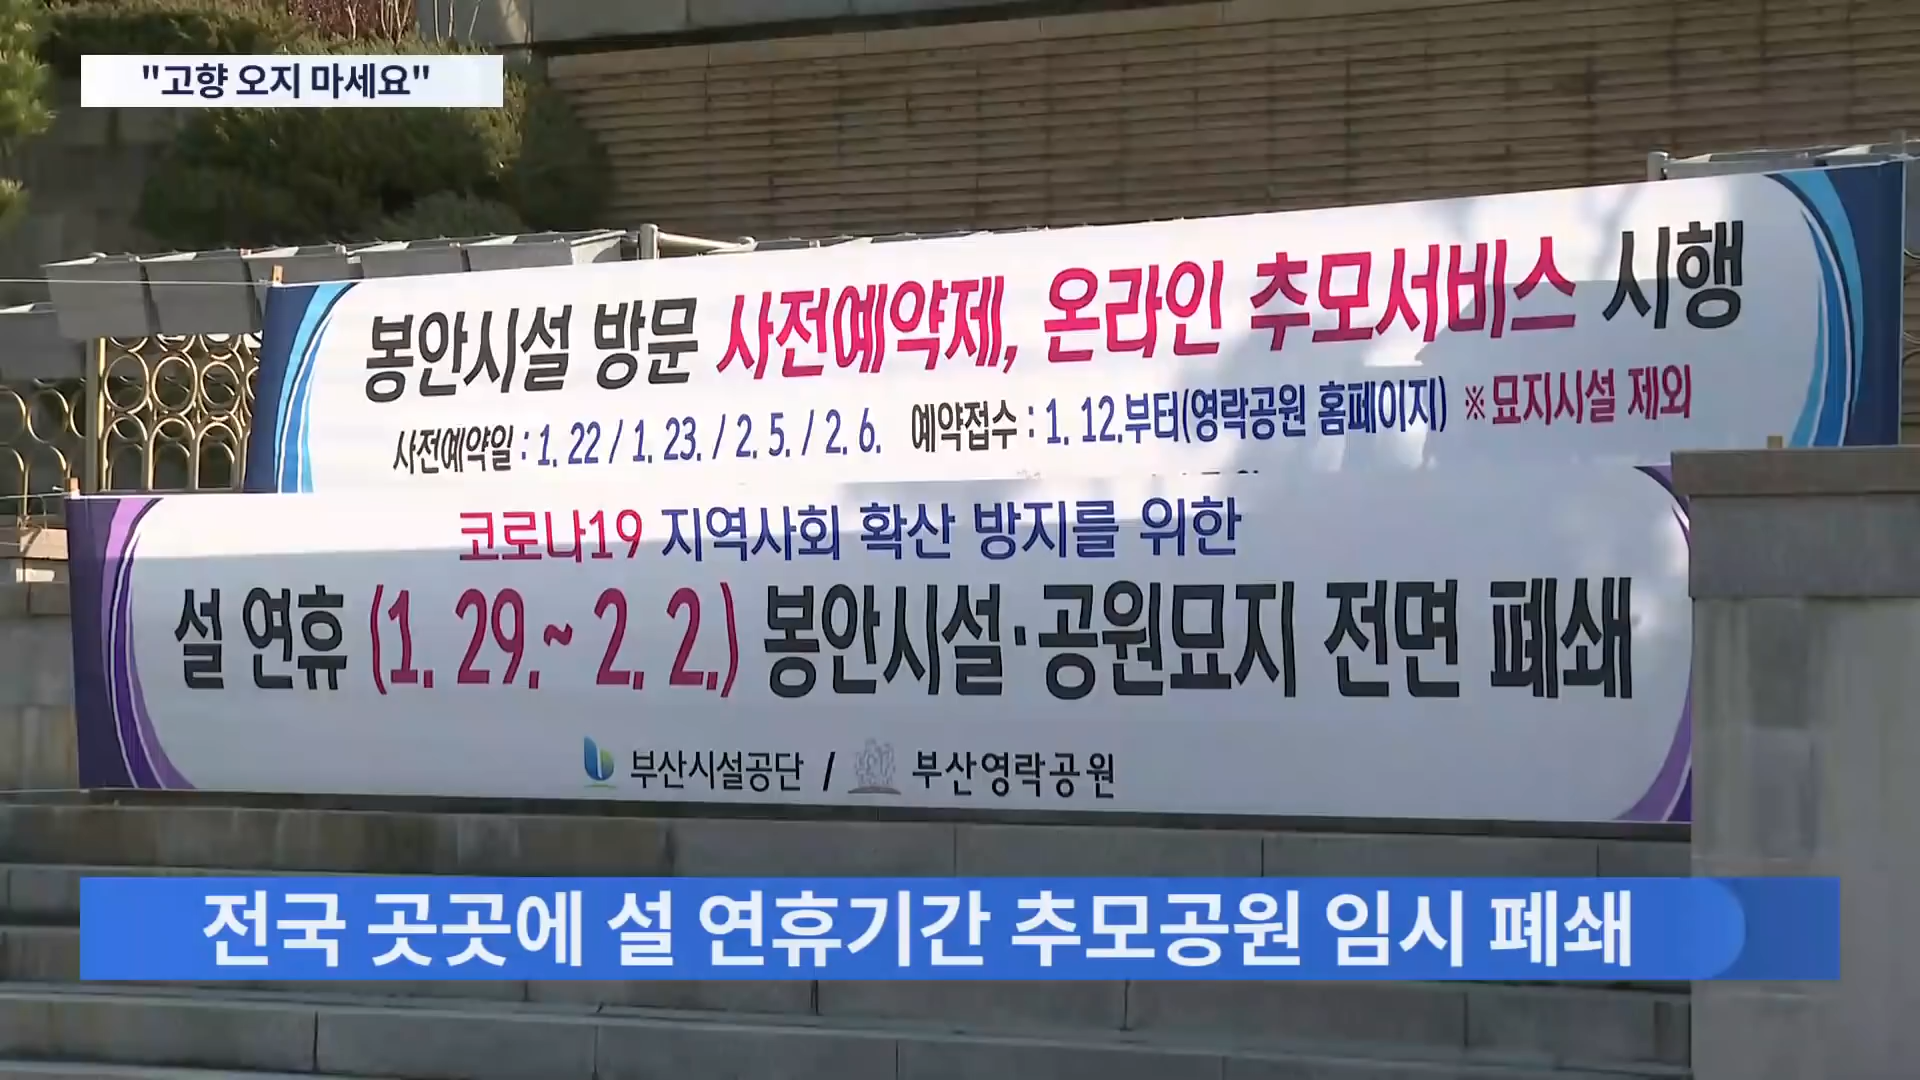 "고향 오지 마세요"
봉안시설 방문 사전예약제, 온라인 추모서비스 시행
사전예약일 : 1. 22 / 1. 23. / 2. 5. / 2. 6. 예약접수 : 1. 12.부터(영락공원 홈페이지) ※묘지시설 제외
코로나19 지역사회 확산 방지를 위한
설 연휴 (1. 29.~ 2. 2.) 봉안시설·공원묘지 전면 폐쇄
부산시설공단 / 부산영락공원
전국 곳곳에 설 연휴기간 추모공원 임시 폐쇄